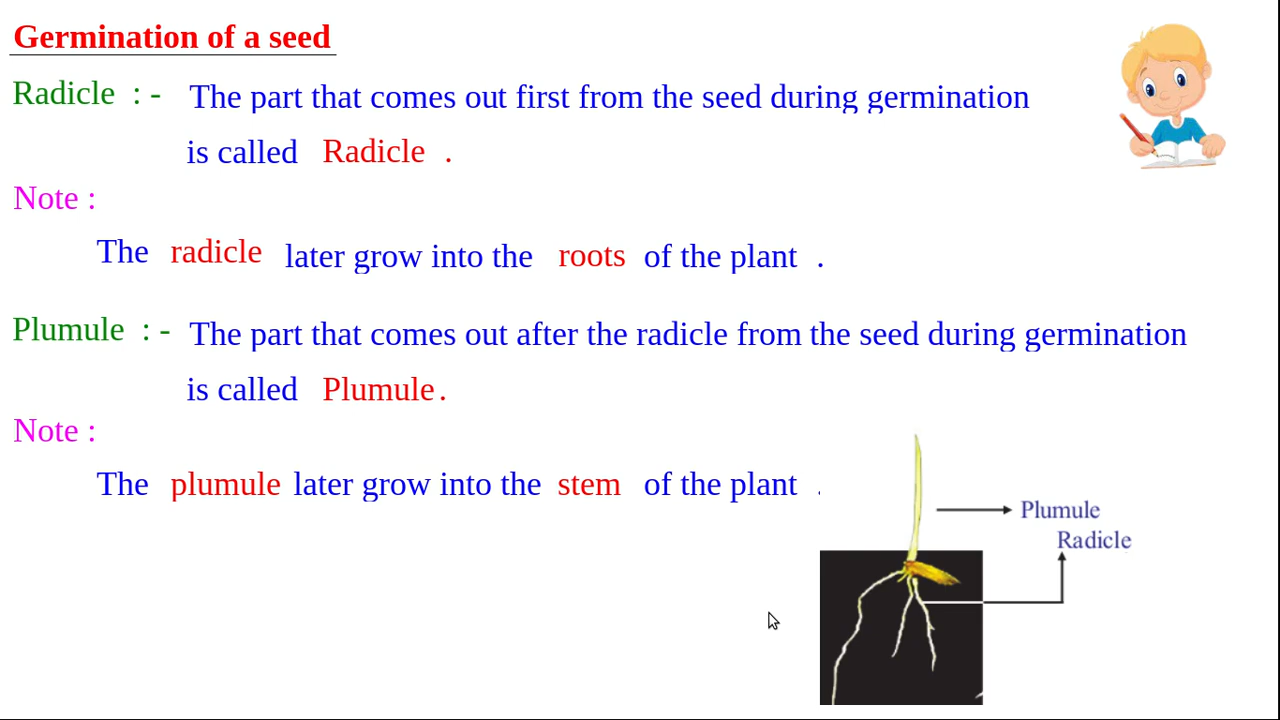 Germination of a seed
Radicle : - The part that comes out first from the seed during germination
is called Radicle .
Note :
The radicle later grow into the roots of the plant .
Plumule : - The part that comes out after the radicle from the seed during germination
is called Plumule .
Note :
The plumule later grow into the stem of the plant .
Plumule
Radicle